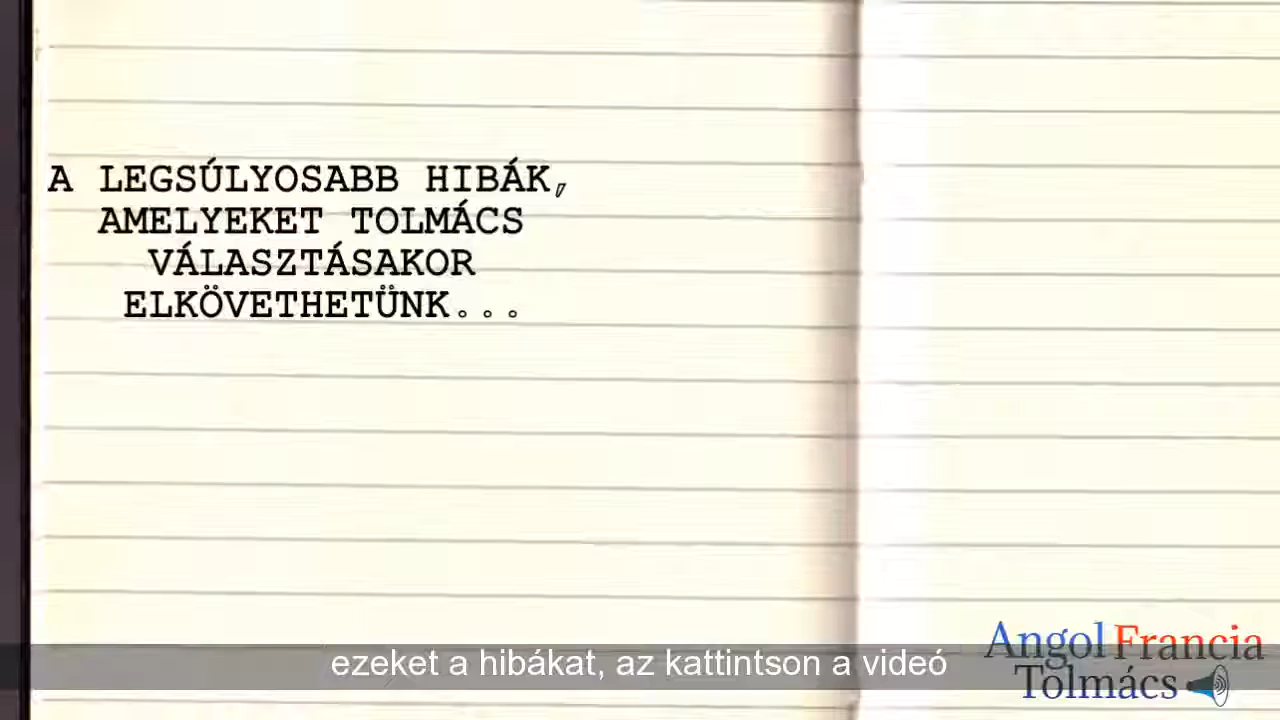 A LEGSÚLYOSABB HIBÁK,
AMELYEKET TOLMÁCS
VÁLASZTÁSAKOR
ELKÖVETHETÜNK...
ezeket a hibákat, az kattintson a videó
Angol Francia
Tolmács